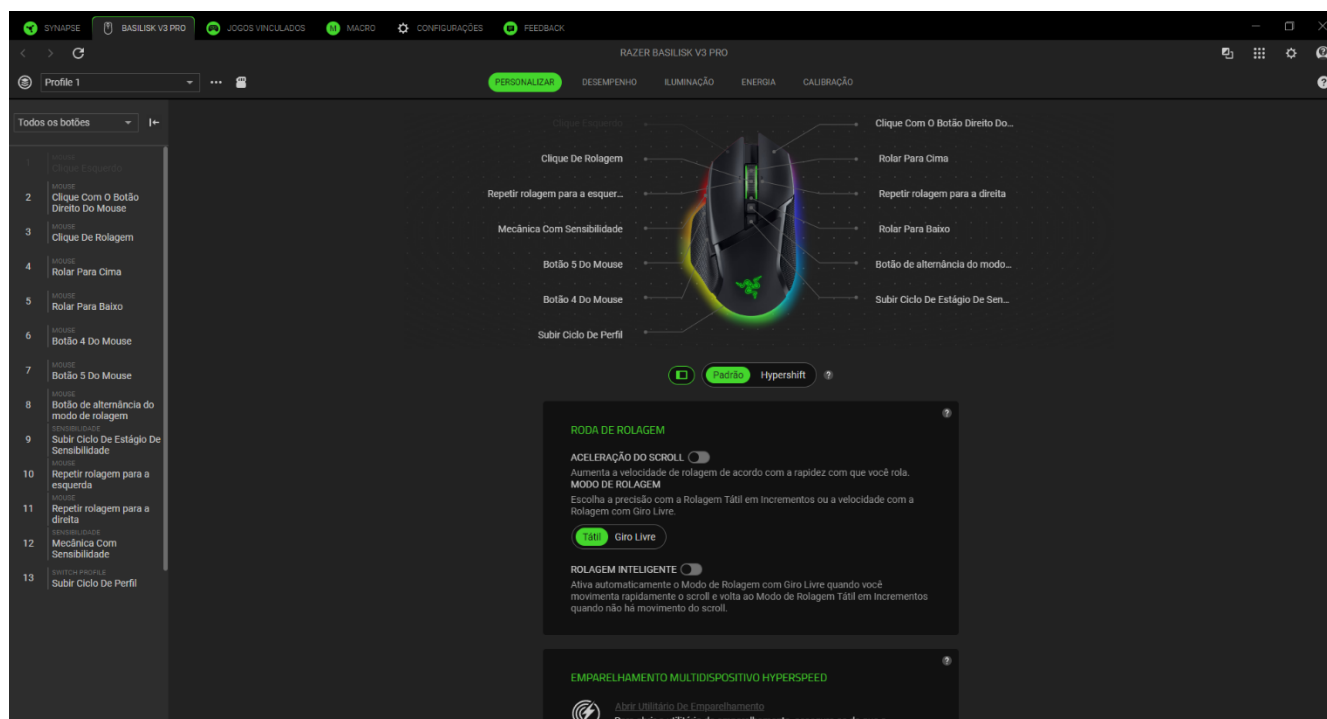 SYNAPSE
BASILISK V3 PRO
JOGOS VINCULADOS
M
MACRO
CONFIGURAÇÕES
FEEDBACK
RAZER BASILISK V3 PRO
Profile 1
PERSONALIZAR
DESEMPENHO
ILUMINAÇÃO
ENERGIA
CALIBRAÇÃO
?
Todos os botões
1
MOUSE
Clique Esquerdo
2
MOUSE
Clique Com O Botão
Direito Do Mouse
3
MOUSE
Clique De Rolagem
4
MOUSE
Rolar Para Cima
5
MOUSE
Rolar Para Baixo
6
MOUSE
Botão 4 Do Mouse
7
MOUSE
Botão 5 Do Mouse
8
MOUSE
Botão de alternância do
modo de rolagem
9
SENSIBILIDADE
Subir Ciclo De Estágio De
Sensibilidade
10
MOUSE
Repetir rolagem para a
esquerda
11
MOUSE
Repetir rolagem para a
direita
12
SENSIBILIDADE
Mecânica Com
Sensibilidade
13
SWITCH PROFILE
Subir Ciclo De Perfil
Clique Esquerdo
Clique De Rolagem
Repetir rolagem para a esquer...
Mecânica Com Sensibilidade
Botão 5 Do Mouse
Botão 4 Do Mouse
Subir Ciclo De Perfil
Clique Com O Botão Direito Do...
Rolar Para Cima
Repetir rolagem para a direita
Rolar Para Baixo
Botão de alternância do modo...
Subir Ciclo De Estágio De Sen...
Padrão
Hypershift
?
?
RODA DE ROLAGEM
ACELERAÇÃO DO SCROLL
Aumenta a velocidade de rolagem de acordo com a rapidez com que você rola.
MODO DE ROLAGEM
Escolha a precisão com a Rolagem Tátil em Incrementos ou a velocidade com a
Rolagem com Giro Livre.
Tátil
Giro Livre
ROLAGEM INTELIGENTE
Ativa automaticamente o Modo de Rolagem com Giro Livre quando você
movimenta rapidamente o scroll e volta ao Modo de Rolagem Tátil em Incrementos
quando não há movimento do scroll.
?
EMPARELHAMENTO MULTIDISPOSITIVO HYPERSPEED
Abrir Utilitário De Emparelhamento